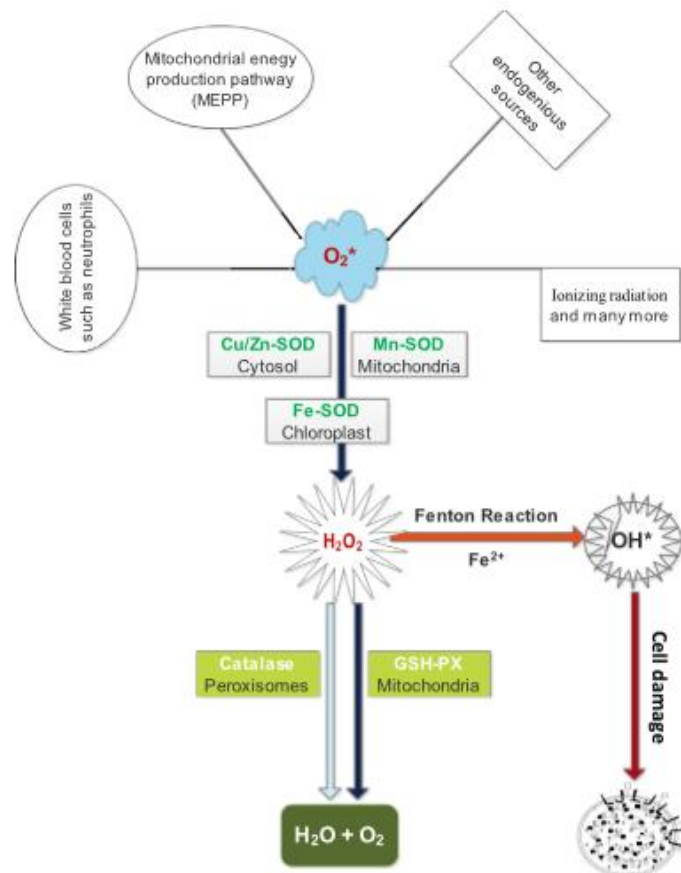 Mitochondrial enegy
production pathway
(MEPP)
Other
endogenious
sources
White blood cells
such as neutrophils
O₂*
Ionizing radiation
and many more
Cu/Zn-SOD
Cytosol
Mn-SOD
Mitochondria
Fe-SOD
Chloroplast
H₂O₂
Fenton Reaction
Fe²⁺
OH*
Catalase
Peroxisomes
GSH-PX
Mitochondria
Cell damage
H₂O + O₂